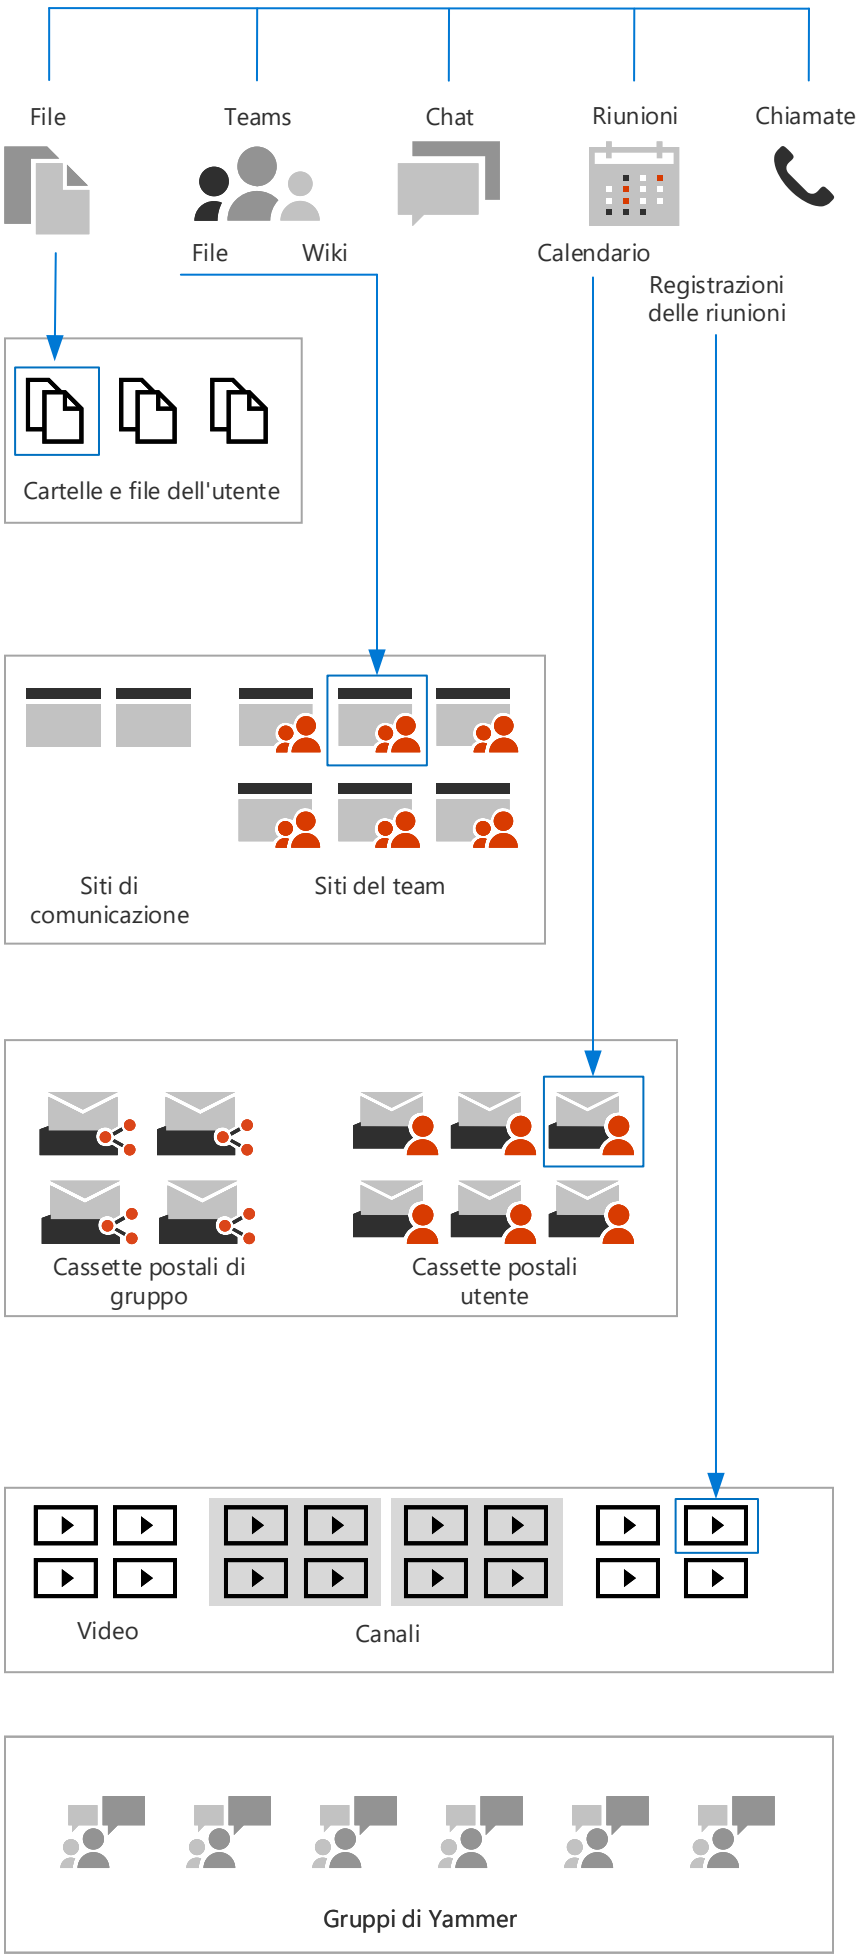 File
Teams
Chat
Riunioni
Chiamate
File
Wiki
Calendario
Registrazioni
delle riunioni
Cartelle e file dell'utente
Siti di
comunicazione
Siti del team
Cassette postali di
gruppo
Cassette postali
utente
Video
Canali
Gruppi di Yammer